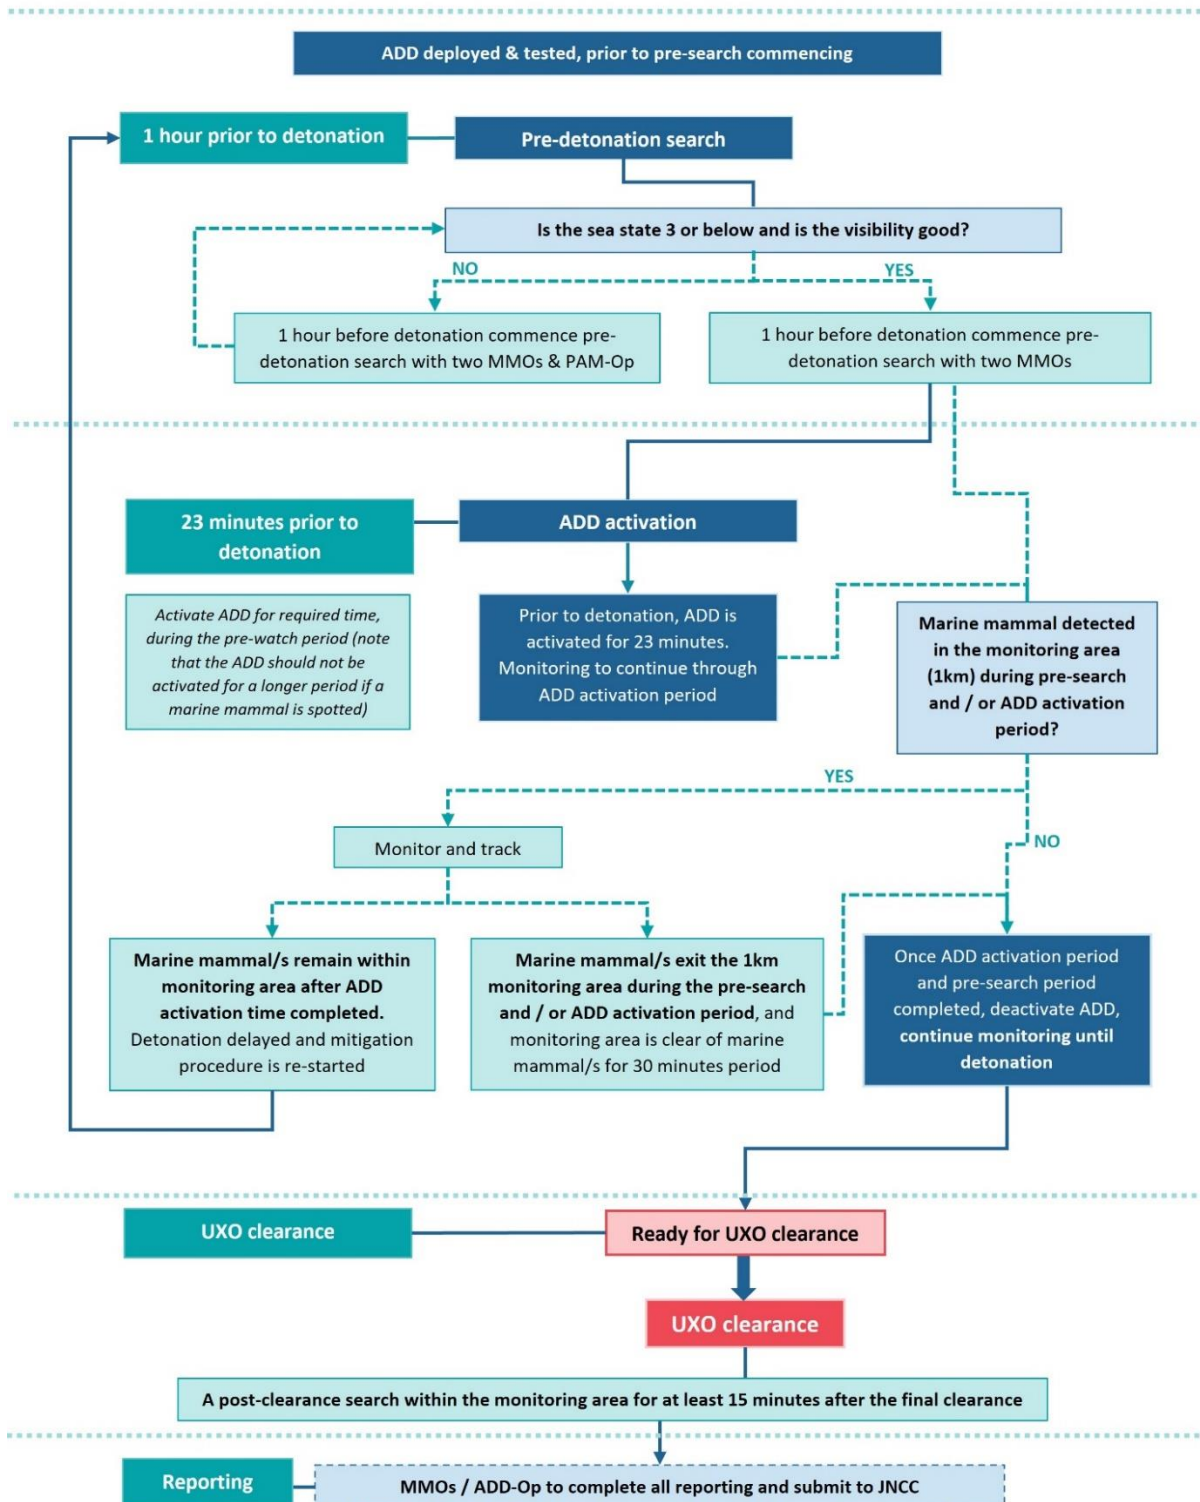 ADD deployed & tested, prior to pre-search commencing
1 hour prior to detonation
Pre-detonation search
Is the sea state 3 or below and is the visibility good?
NO
YES
1 hour before detonation commence pre-
detonation search with two MMOs & PAM-Op
1 hour before detonation commence pre-
detonation search with two MMOs
23 minutes prior to
detonation
ADD activation
Activate ADD for required time,
during the pre-watch period (note
that the ADD should not be
activated for a longer period if a
marine mammal is spotted)
Prior to detonation, ADD is
activated for 23 minutes.
Monitoring to continue through
ADD activation period
Marine mammal detected
in the monitoring area
(1km) during pre-search
and / or ADD activation
period?
YES
NO
Monitor and track
Marine mammal/s remain within
monitoring area after ADD
activation time completed.
Detonation delayed and mitigation
procedure is re-started
Marine mammal/s exit the 1km
monitoring area during the pre-search
and / or ADD activation period, and
monitoring area is clear of marine
mammal/s for 30 minutes period
Once ADD activation period
and pre-search period
completed, deactivate ADD,
continue monitoring until
detonation
UXO clearance
Ready for UXO clearance
UXO clearance
A post-clearance search within the monitoring area for at least 15 minutes after the final clearance
Reporting
MMOs / ADD-Op to complete all reporting and submit to JNCC